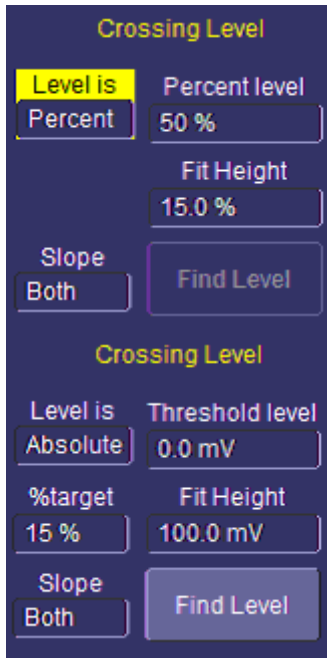 Crossing Level
Level is Percent level
Percent 50 %
Fit Height
15.0 %
Slope
Both Find Level
Crossing Level
Level is Threshold level
Absolute 0.0 mV
%target Fit Height
15 % 100.0 mV
Slope
Both Find Level